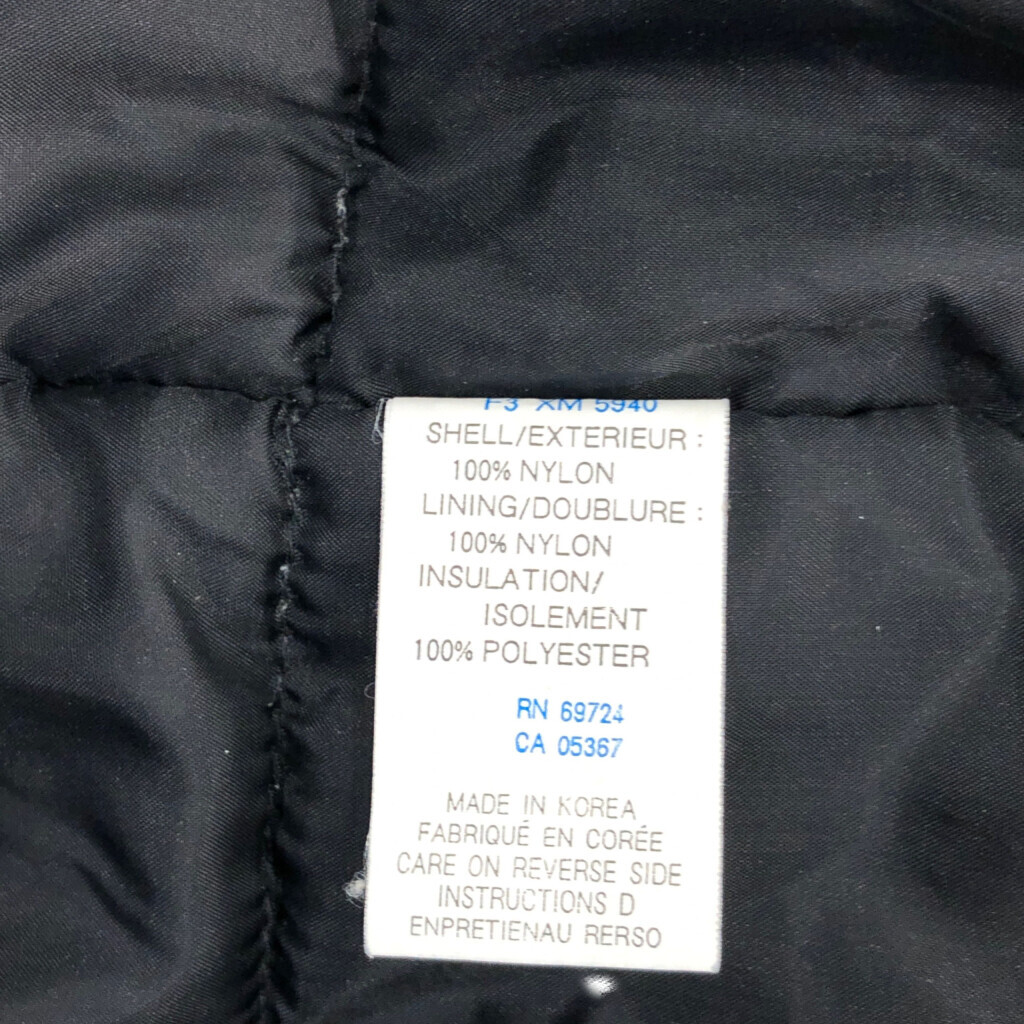 F3 XM 5940
SHELL/EXTERIEUR :
100% NYLON
LINING/DOUBLURE :
100% NYLON
INSULATION/
ISOLEMENT
100% POLYESTER
RN 69724
CA 05367
MADE IN KOREA
FABRIQUÉ EN CORÉE
CARE ON REVERSE SIDE
INSTRUCTIONS D
ENPRETIENAU RERSO